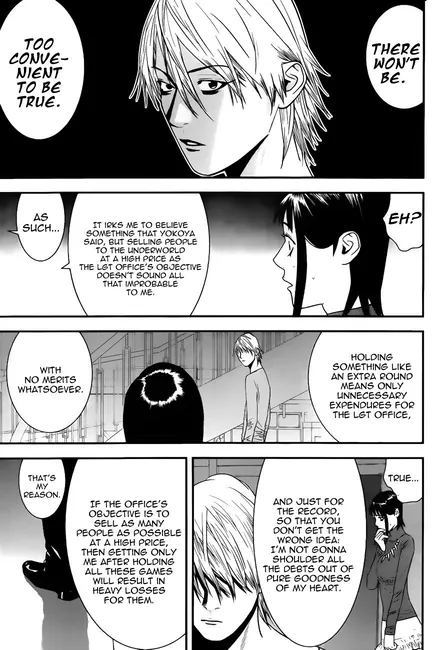 THERE
WON'T
BE.
TOO
CONVE-
NIENT
TO BE
TRUE.
EH?
IT IRKS ME TO BELIEVE
SOMETHING THAT YOKOYA
SAID, BUT SELLING PEOPLE
TO THE UNDERWORLD
AT A HIGH PRICE AS
THE LGT OFFICE'S OBJECTIVE
DOESN'T SOUND ALL
THAT IMPROBABLE
TO ME.
AS
SUCH...
HOLDING
SOMETHING LIKE
AN EXTRA ROUND
MEANS ONLY
UNNECESSARY
EXPENDURES FOR
THE LGT OFFICE,
WITH
NO MERITS
WHATSOEVER.
TRUE...
AND JUST FOR
THE RECORD,
SO THAT YOU
DON'T GET THE
WRONG IDEA:
I'M NOT GONNA
SHOULDER ALL
THE DEBTS OUT OF
PURE GOODNESS
OF MY HEART.
IF THE OFFICE'S
OBJECTIVE IS TO
SELL AS MANY
PEOPLE AS POSSIBLE
AT A HIGH PRICE,
THEN GETTING ONLY
ME AFTER HOLDING
ALL THESE GAMES
WILL RESULT IN
HEAVY LOSSES
FOR THEM.
THAT'S
MY
REASON.